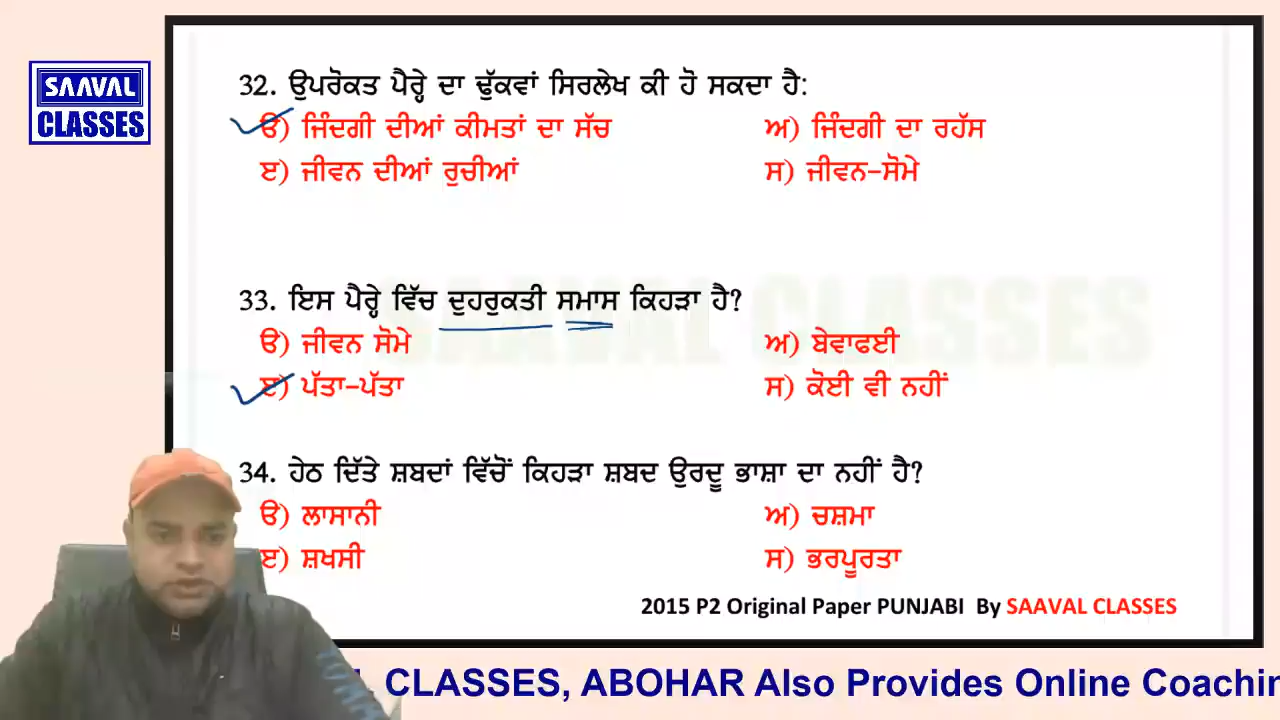 SAAVAL
CLASSES
32. ਉਪਰੋਕਤ ਪੈਰ੍ਹੇ ਦਾ ਢੁੱਕਵਾਂ ਸਿਰਲੇਖ ਕੀ ਹੋ ਸਕਦਾ ਹੈ:
ੳ) ਜਿੰਦਗੀ ਦੀਆਂ ਕੀਮਤਾਂ ਦਾ ਸੱਚ ਅ) ਜਿੰਦਗੀ ਦਾ ਰਹੱਸ
ੲ) ਜੀਵਨ ਦੀਆਂ ਰੁਚੀਆਂ ਸ) ਜੀਵਨ-ਸੋਮੇ
SAAVAL CLASSES
33. ਇਸ ਪੈਰ੍ਹੇ ਵਿੱਚ ਦੁਹਰੁਕਤੀ ਸਮਾਸ ਕਿਹੜਾ ਹੈ?
ੳ) ਜੀਵਨ ਸੋਮੇ ਅ) ਬੇਵਾਫਈ
ੲ) ਪੱਤਾ-ਪੱਤਾ ਸ) ਕੋਈ ਵੀ ਨਹੀਂ
34. ਹੇਠ ਦਿੱਤੇ ਸ਼ਬਦਾਂ ਵਿੱਚੋਂ ਕਿਹੜਾ ਸ਼ਬਦ ਉਰਦੂ ਭਾਸ਼ਾ ਦਾ ਨਹੀਂ ਹੈ?
ੳ) ਲਾਸਾਨੀ ਅ) ਚਸ਼ਮਾ
ੲ) ਸ਼ਖਸੀ ਸ) ਭਰਪੂਰਤਾ
2015 P2 Original Paper PUNJABI By SAAVAL CLASSES
CLASSES, ABOHAR Also Provides Online